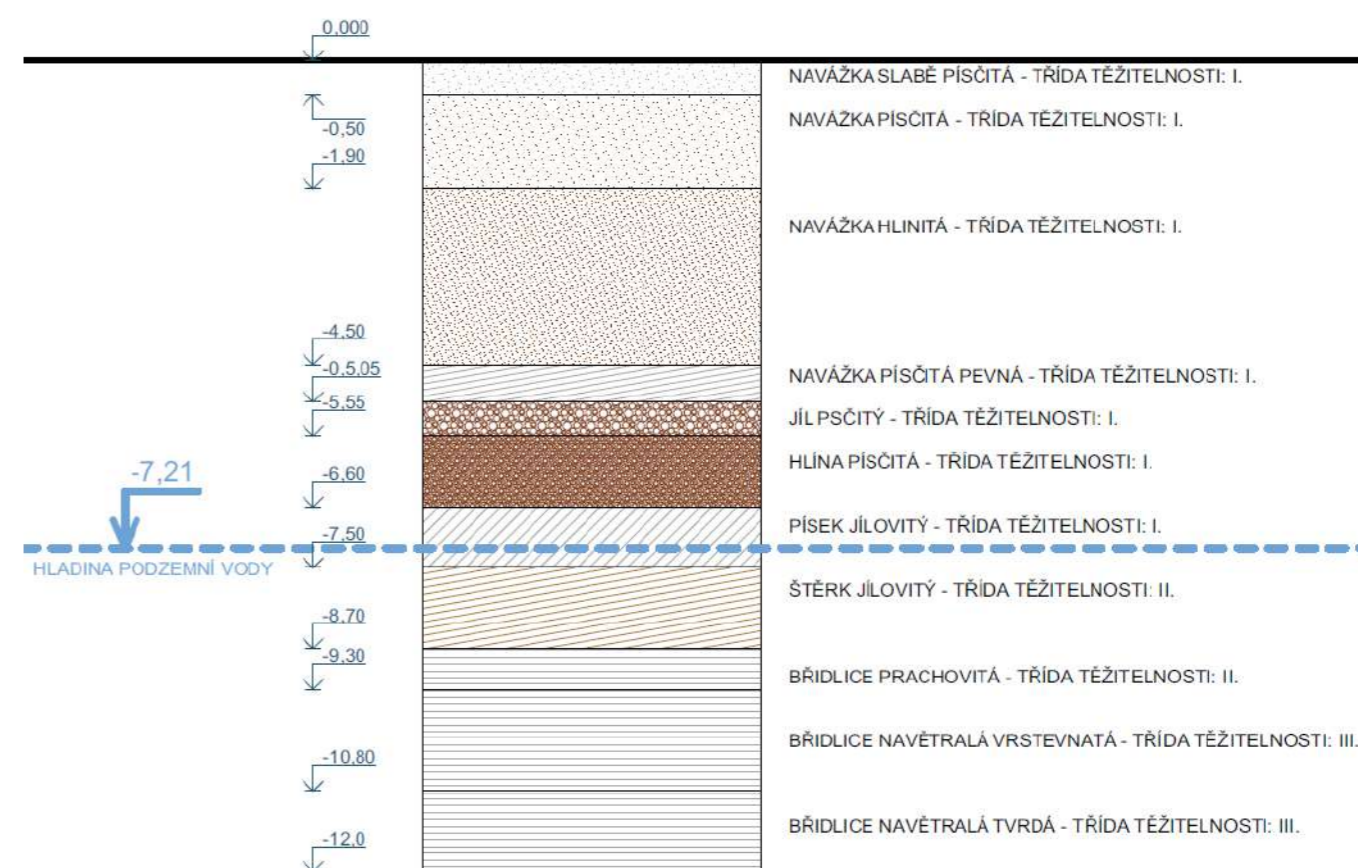 0,000
NAVÁŽKA SLABĚ PÍSČITÁ - TŘÍDA TĚŽITELNOSTI: I.
-0,50
NAVÁŽKA PÍSČITÁ - TŘÍDA TĚŽITELNOSTI: I.
-1,90
NAVÁŽKA HLINITÁ - TŘÍDA TĚŽITELNOSTI: I.
-4,50
-0,5,05
NAVÁŽKA PÍSČITÁ PEVNÁ - TŘÍDA TĚŽITELNOSTI: I.
-5,55
JÍL PSČITÝ - TŘÍDA TĚŽITELNOSTI: I.
HLÍNA PÍSČITÁ - TŘÍDA TĚŽITELNOSTI: I.
-7,21
-6,60
PÍSEK JÍLOVITÝ - TŘÍDA TĚŽITELNOSTI: I.
-7,50
HLADINA PODZEMNÍ VODY
ŠTĚRK JÍLOVITÝ - TŘÍDA TĚŽITELNOSTI: II.
-8,70
-9,30
BŘIDLICE PRACHOVITÁ - TŘÍDA TĚŽITELNOSTI: II.
BŘIDLICE NAVĚTRALÁ VRSTEVNATÁ - TŘÍDA TĚŽITELNOSTI: III.
-10,80
BŘIDLICE NAVĚTRALÁ TVRDÁ - TŘÍDA TĚŽITELNOSTI: III.
-12,0